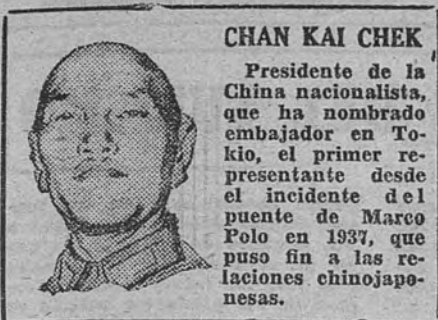 CHAN KAI CHEK
Presidente de la
China nacionalista,
que ha nombrado
embajador en To-
kio, el primer re-
presentante desde
el incidente del
puente de Marco
Polo en 1937, que
puso fin a las re-
laciones chinojapo-
nesas.